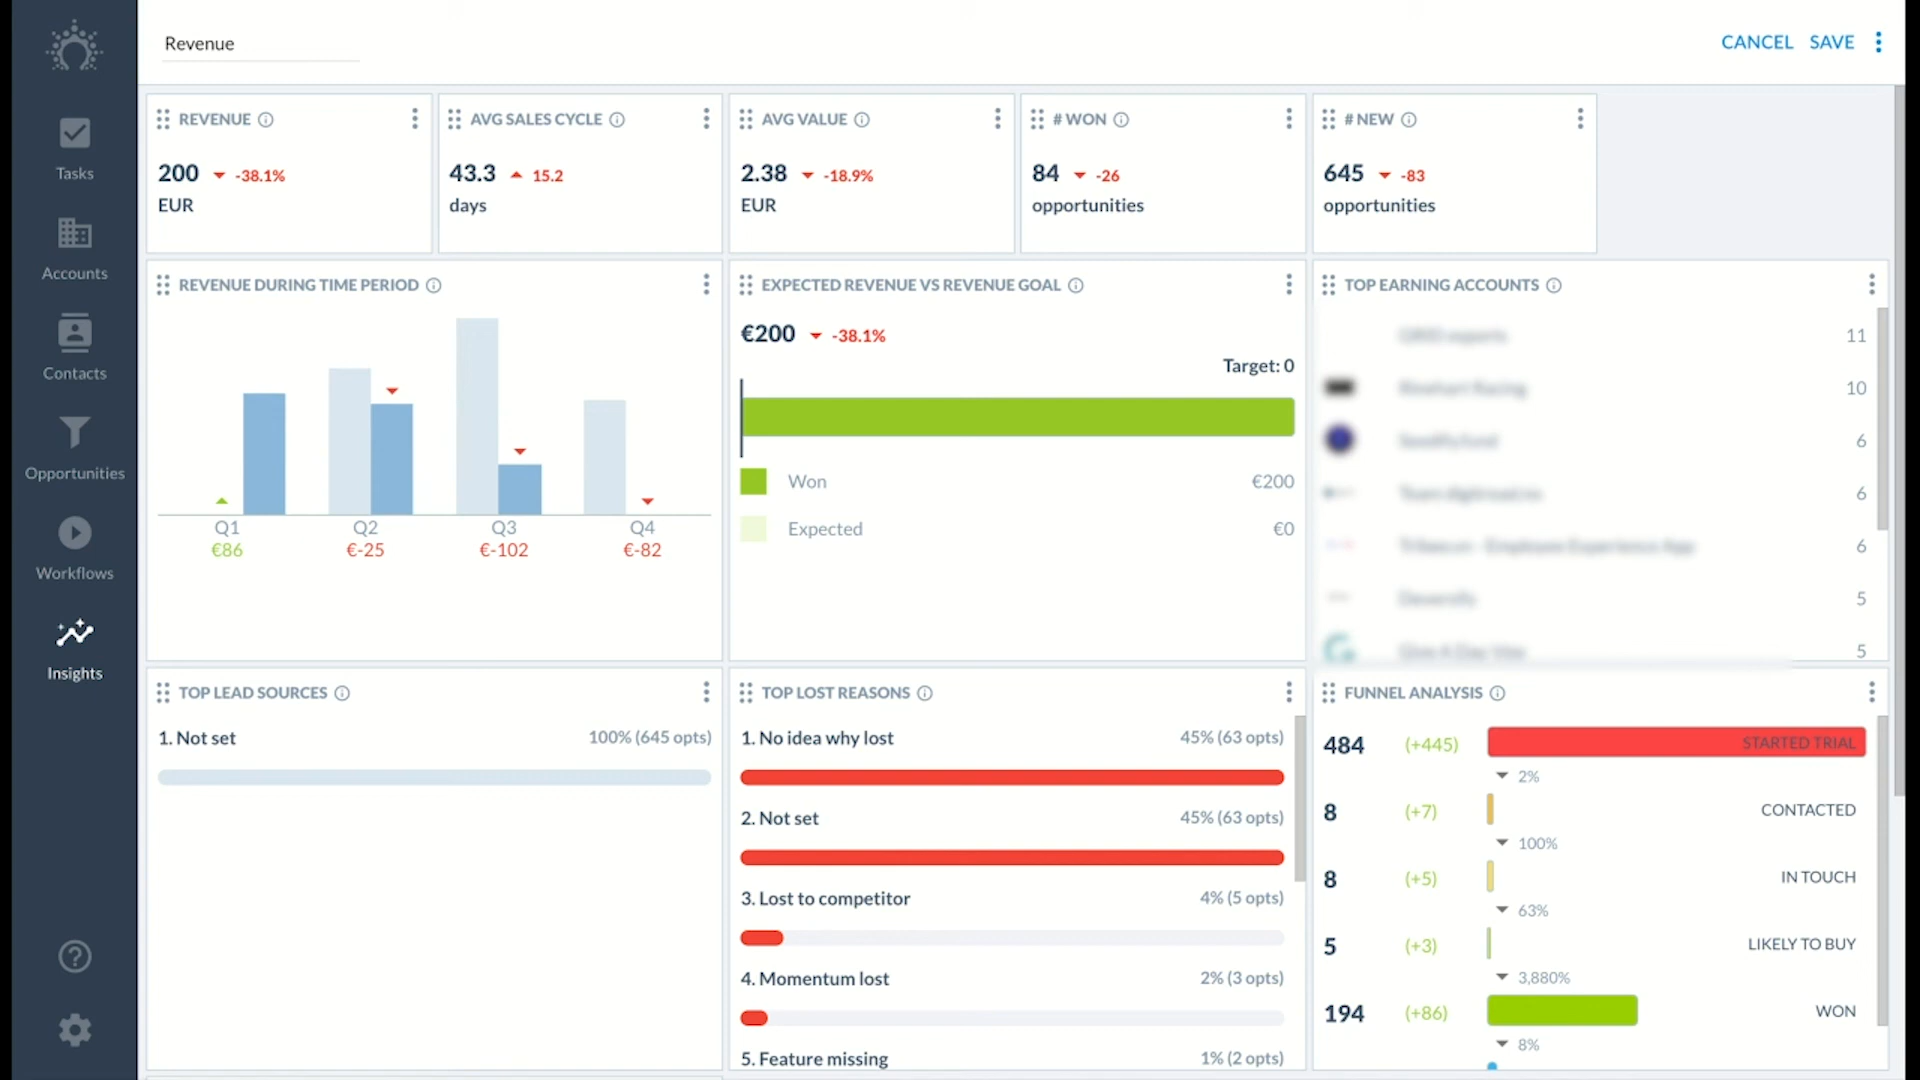 Revenue
CANCEL SAVE
Tasks
Accounts
Contacts
Opportunities
Workflows
Insights
REVENUE
200 -38.1%
EUR
AVG SALES CYCLE
43.3 15.2
days
AVG VALUE
2.38 -18.9%
EUR
# WON
84 -26
opportunities
# NEW
645 -83
opportunities
REVENUE DURING TIME PERIOD
Q1 Q2 Q3 Q4
€86 €-25 €-102 €-82
EXPECTED REVENUE VS REVENUE GOAL
€200 -38.1%
Target: 0
Won €200
Expected €0
TOP EARNING ACCOUNTS
11
10
6
6
6
5
5
TOP LEAD SOURCES
1. Not set 100% (645 opts)
TOP LOST REASONS
1. No idea why lost 45% (63 opts)
2. Not set 45% (63 opts)
3. Lost to competitor 4% (5 opts)
4. Momentum lost 2% (3 opts)
5. Feature missing 1% (2 opts)
FUNNEL ANALYSIS
484 (+445) STARTED TRIAL
2%
8 (+7) CONTACTED
100%
8 (+5) IN TOUCH
63%
5 (+3) LIKELY TO BUY
3,880%
194 (+86) WON
8%